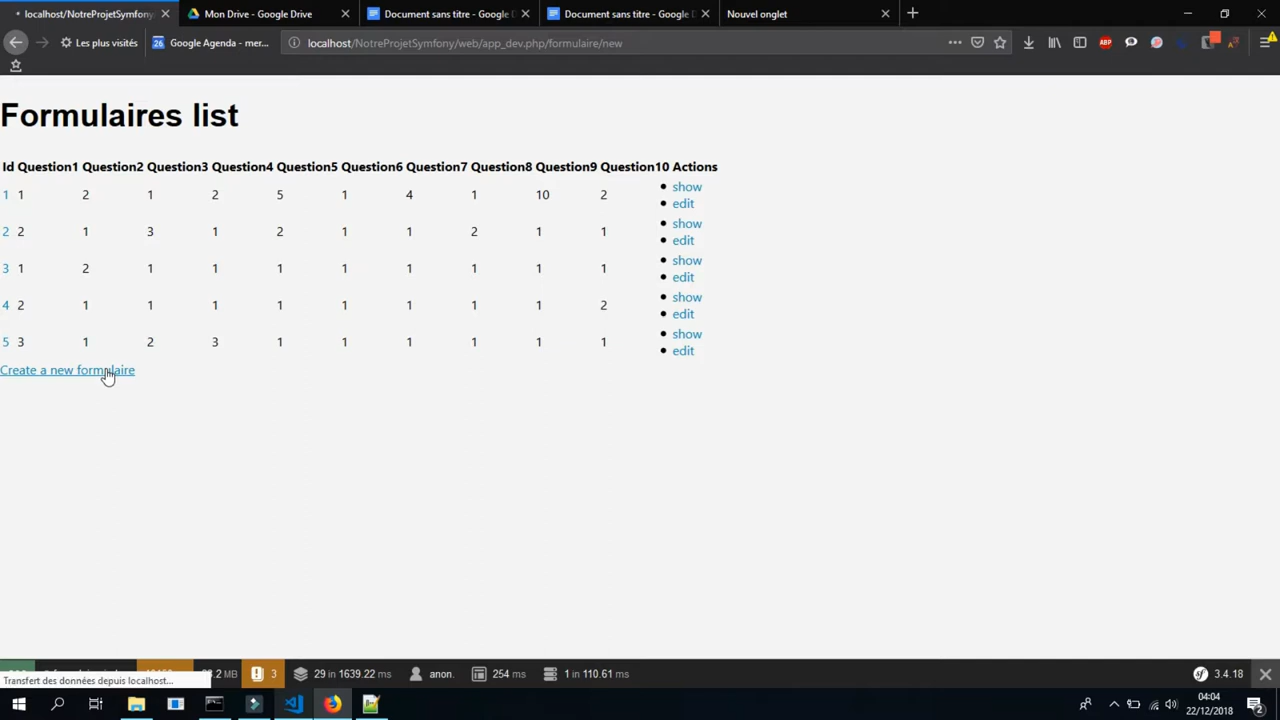 localhost/NotreProjetSymfony
Mon Drive - Google Drive
Document sans titre - Google D
Document sans titre - Google D
Nouvel onglet
Les plus visités
26 Google Agenda - mer...
localhost/NotreProjetSymfony/web/app_dev.php/formulaire/new
ABP
Formulaires list
Id Question1 Question2 Question3 Question4 Question5 Question6 Question7 Question8 Question9 Question10 Actions
1 1 2 1 2 5 1 4 1 10 2
show
edit
2 2 1 3 1 2 1 1 2 1 1
show
edit
3 1 2 1 1 1 1 1 1 1 1
show
edit
4 2 1 1 1 1 1 1 1 1 2
show
edit
5 3 1 2 3 1 1 1 1 1 1
show
edit
Create a new formulaire
MB 3 29 in 1639.22 ms anon. 254 ms 1 in 110.61 ms sf 3.4.18
Transfert des données depuis localhost...
04:04
22/12/2018
2